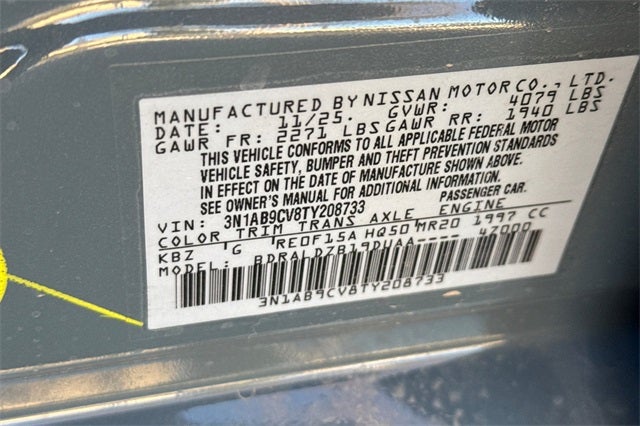 MANUFACTURED BY NISSAN MOTOR CO., LTD.
DATE: 11/25. GVWR: 4079 LBS
GAWR FR: 2271 LBS GAWR RR: 1940 LBS
THIS VEHICLE CONFORMS TO ALL APPLICABLE FEDERAL MOTOR
VEHICLE SAFETY, BUMPER AND THEFT PREVENTION STANDARDS
IN EFFECT ON THE DATE OF MANUFACTURE SHOWN ABOVE.
SEE OWNER'S MANUAL FOR ADDITIONAL INFORMATION.
VIN: 3N1AB9CV8TY208733 PASSENGER CAR.
COLOR TRIM TRANS AXLE ENGINE
KBZ 'G 'RE0F15A HQ50 'MR20 1997 CC
MODEL: BDRALDZB19DUAA---- 47000
3N1AB9CV8TY208733